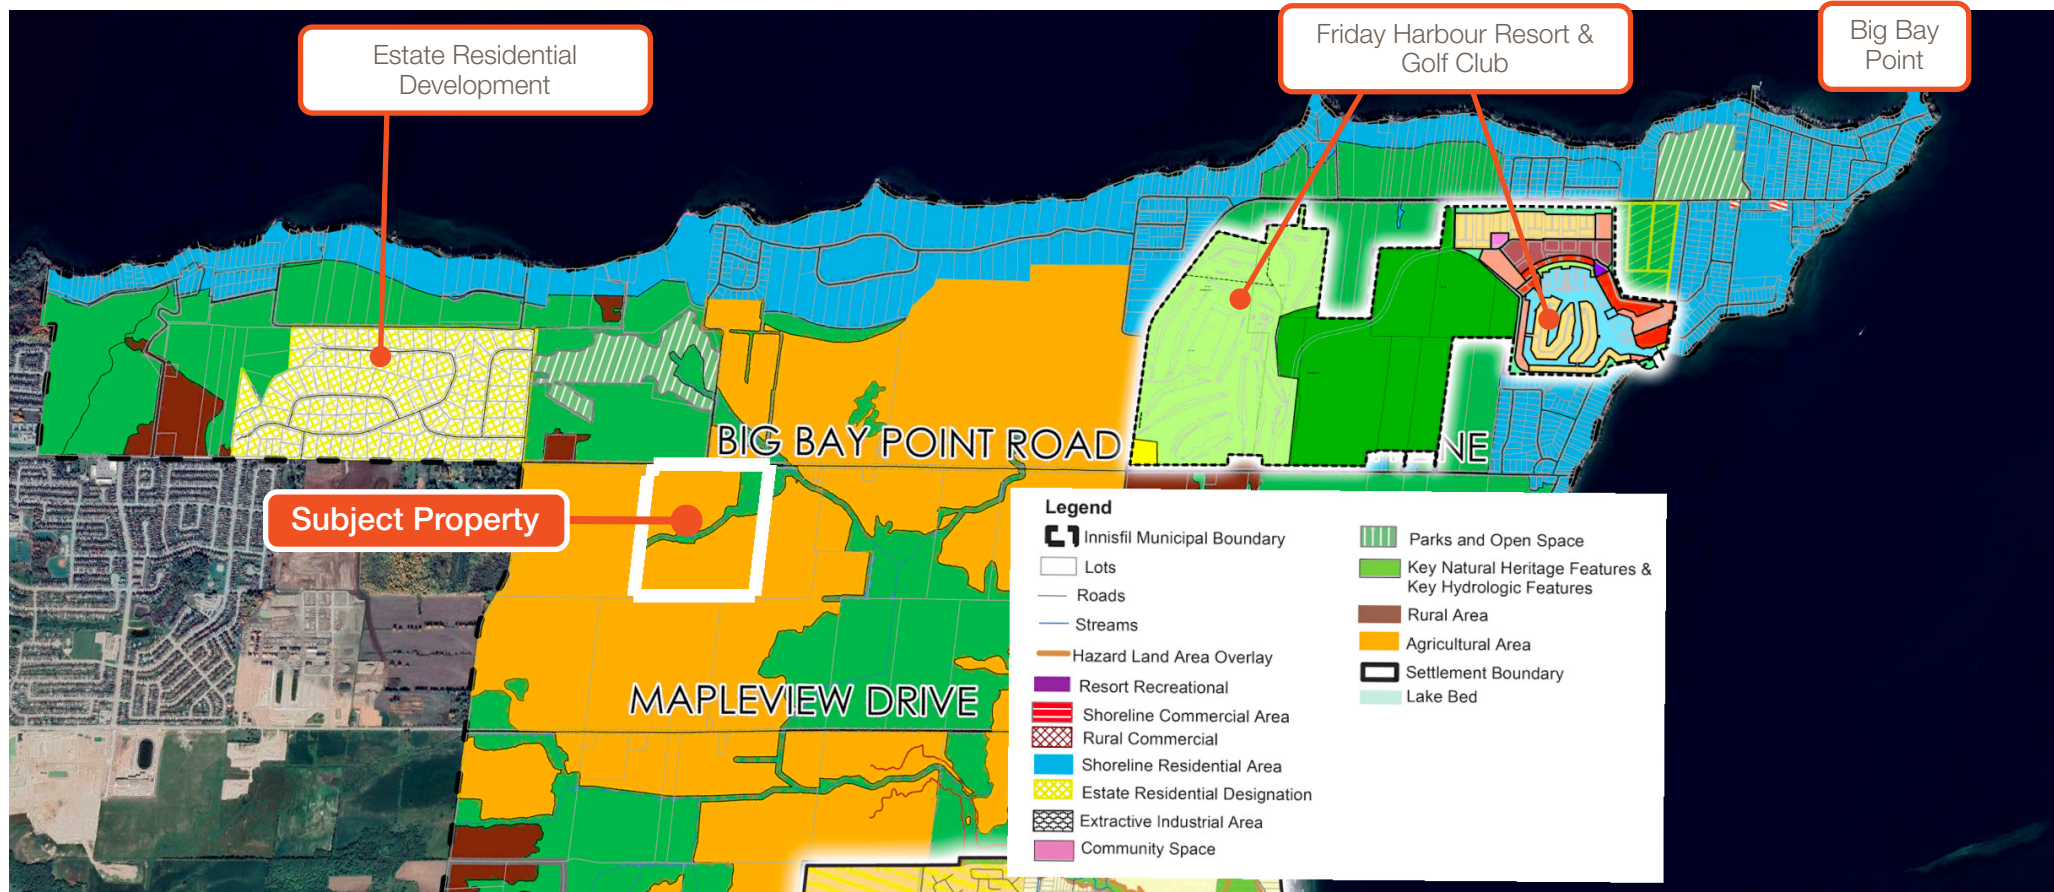 Estate Residential
Development
Friday Harbour Resort &
Golf Club
Big Bay
Point
BIG BAY POINT ROAD
NE
Subject Property
MAPLEVIEW DRIVE
Legend
Innisfil Municipal Boundary
Lots
Roads
Streams
Hazard Land Area Overlay
Resort Recreational
Shoreline Commercial Area
Rural Commercial
Shoreline Residential Area
Estate Residential Designation
Extractive Industrial Area
Community Space
Parks and Open Space
Key Natural Heritage Features &
Key Hydrologic Features
Rural Area
Agricultural Area
Settlement Boundary
Lake Bed